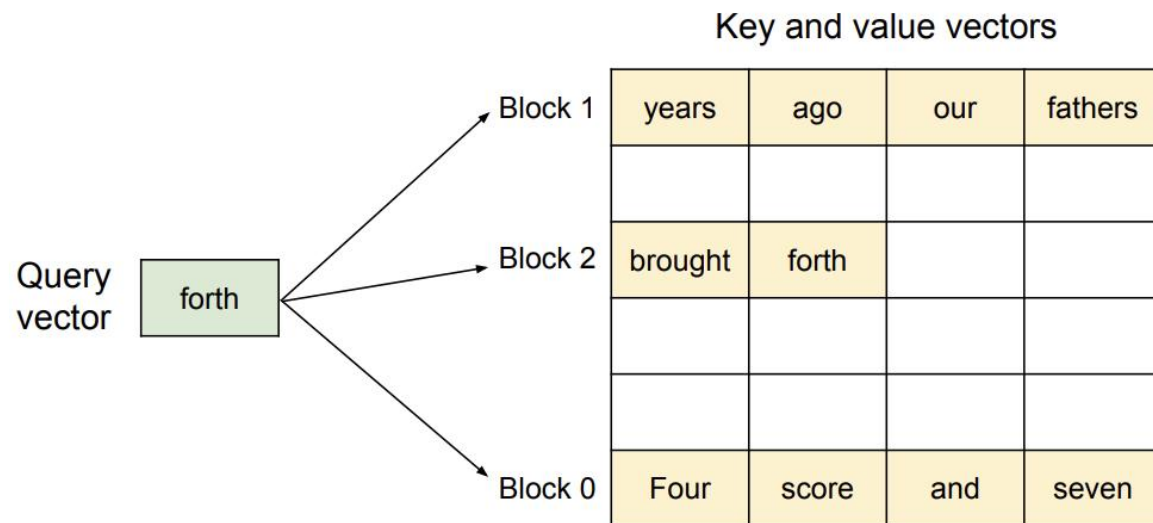 Key and value vectors
Block 1 years ago our fathers
Query
vector
forth
Block 2 brought forth
Block 0 Four score and seven